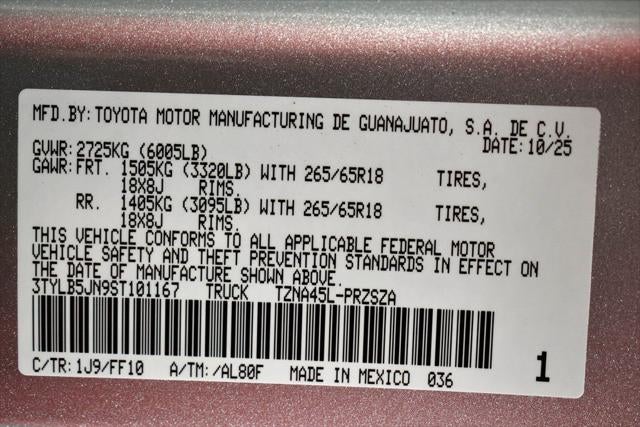 MFD.BY: TOYOTA MOTOR MANUFACTURING DE GUANAJUATO, S.A. DE C.V.
GVWR: 2725KG (6005LB) DATE: 10/25
GAWR: FRT. 1505KG (3320LB) WITH 265/65R18 TIRES,
18X8J RIMS.
RR. 1405KG (3095LB) WITH 265/65R18 TIRES,
18X8J RIMS.
THIS VEHICLE CONFORMS TO ALL APPLICABLE FEDERAL MOTOR
VEHICLE SAFETY AND THEFT PREVENTION STANDARDS IN EFFECT ON
THE DATE OF MANUFACTURE SHOWN ABOVE.
3TYLB5JN9ST101167 TRUCK TZNA45L-PRZSZA
C/TR: 1J9/FF10 A/TM: /AL80F MADE IN MEXICO 036 1